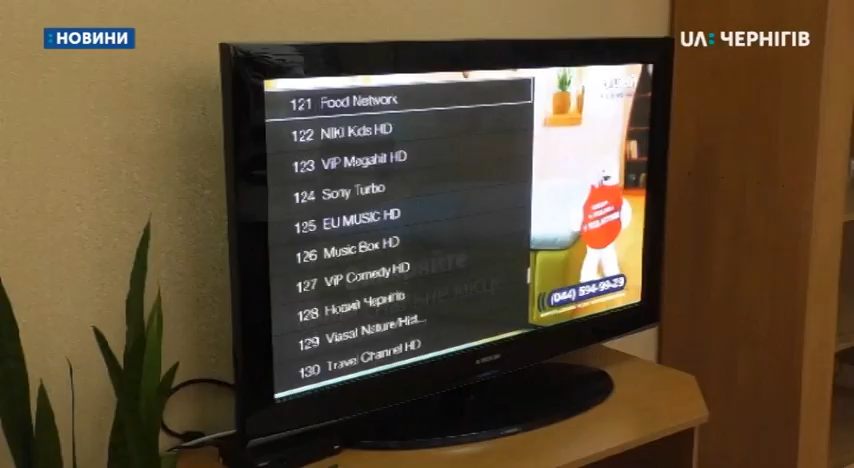 :НОВИНИ
UA:ЧЕРНІГІВ
121 Food Network
122 NIKI Kids HD
123 ViP Megahit HD
124 Sony Turbo
125 EU MUSIC HD
126 Music Box HD
127 ViP Comedy HD
128 Новий Чернігів
129 Viasat Nature/Hist...
130 Travel Channel HD
(044) 594-99-29